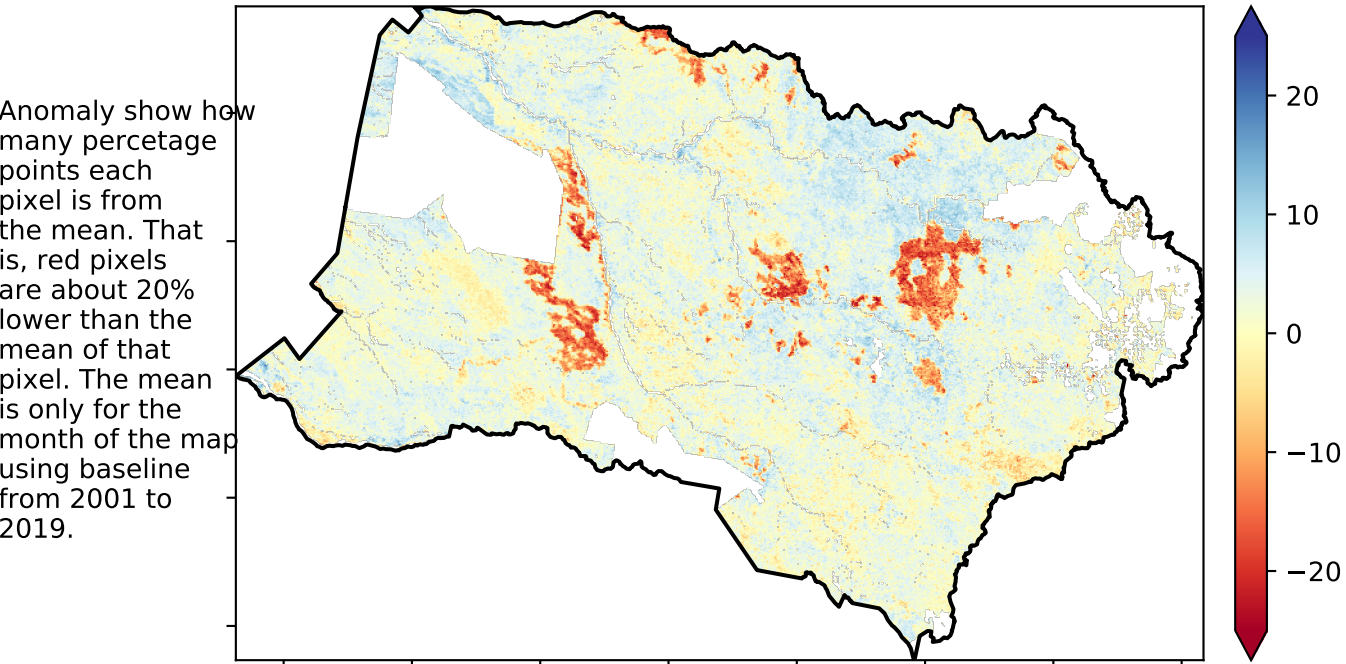 Anomaly show how
many percetage
points each
pixel is from
the mean. That
is, red pixels
are about 20%
lower than the
mean of that
pixel. The mean
is only for the
month of the map
using baseline
from 2001 to
2019.
20
10
0
−10
−20